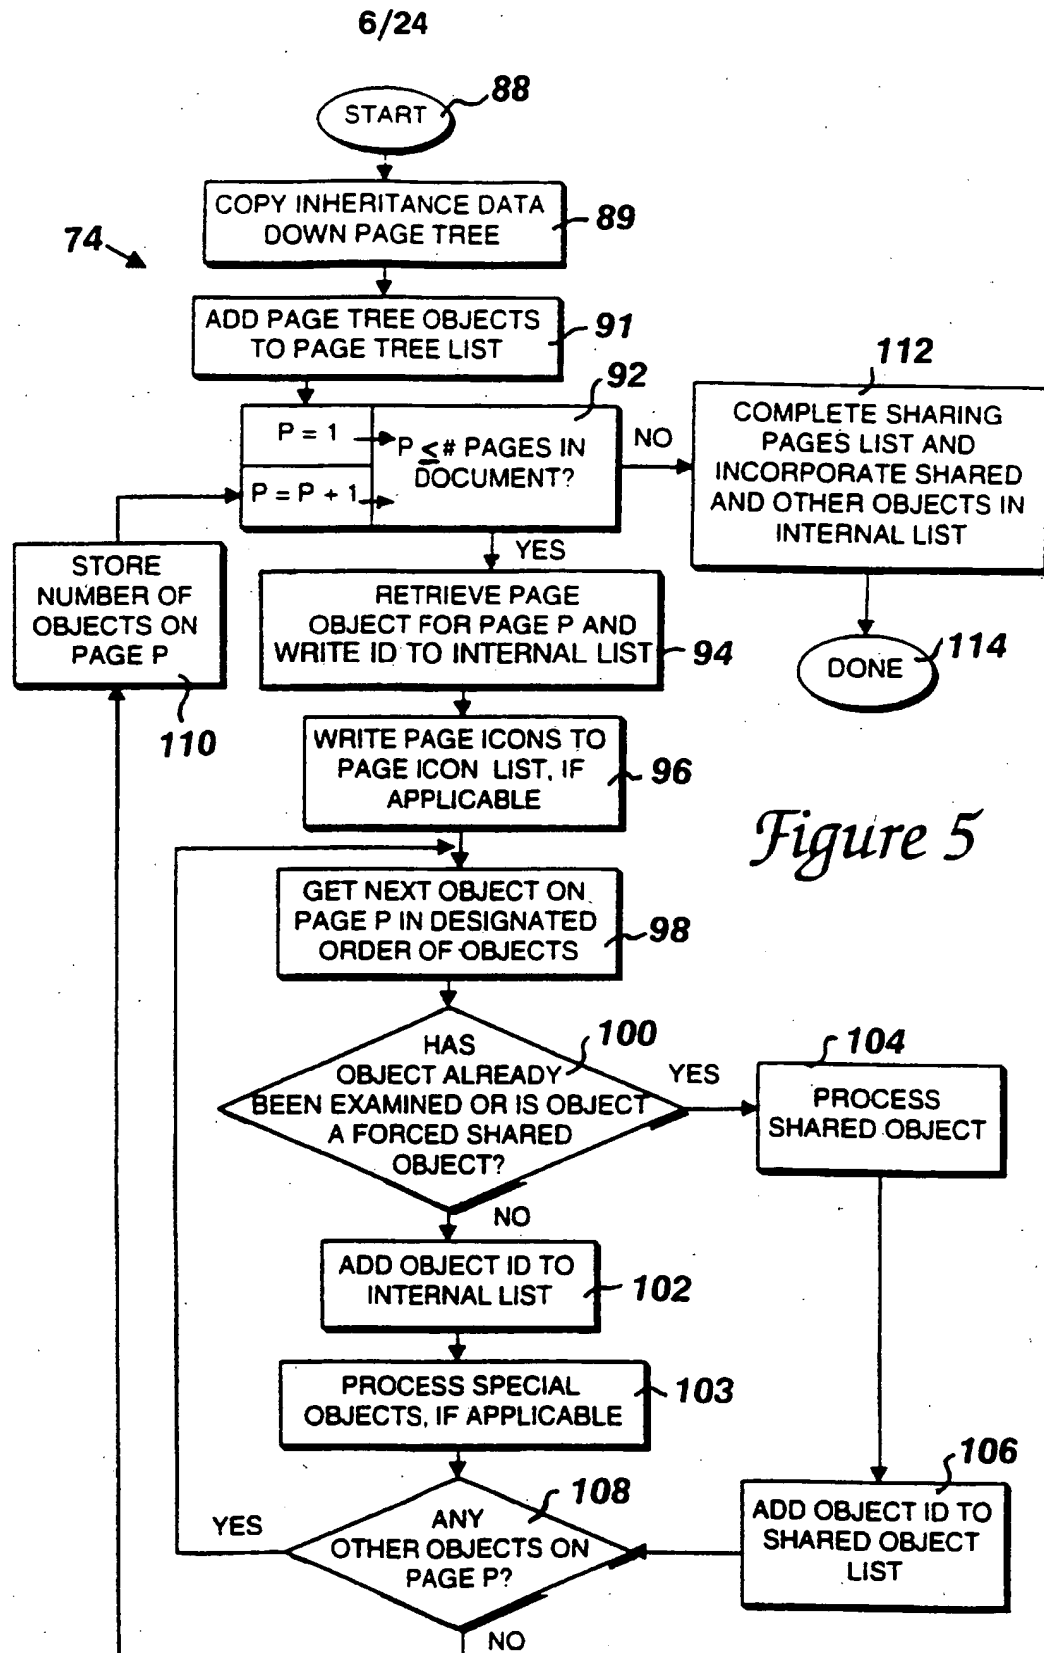 6/24
START
88
COPY INHERITANCE DATA
DOWN PAGE TREE
89
74
ADD PAGE TREE OBJECTS
TO PAGE TREE LIST
91
92
P = 1
P = P + 1
P ≤ # PAGES IN
DOCUMENT?
NO
YES
112
COMPLETE SHARING
PAGES LIST AND
INCORPORATE SHARED
AND OTHER OBJECTS IN
INTERNAL LIST
DONE
114
STORE
NUMBER OF
OBJECTS ON
PAGE P
110
RETRIEVE PAGE
OBJECT FOR PAGE P AND
WRITE ID TO INTERNAL LIST
94
WRITE PAGE ICONS TO
PAGE ICON LIST, IF
APPLICABLE
96
Figure 5
GET NEXT OBJECT ON
PAGE P IN DESIGNATED
ORDER OF OBJECTS
98
HAS
OBJECT ALREADY
BEEN EXAMINED OR IS OBJECT
A FORCED SHARED
OBJECT?
100
YES
NO
104
PROCESS
SHARED OBJECT
ADD OBJECT ID TO
INTERNAL LIST
102
PROCESS SPECIAL
OBJECTS, IF APPLICABLE
103
106
ADD OBJECT ID TO
SHARED OBJECT
LIST
108
ANY
OTHER OBJECTS ON
PAGE P?
YES
NO